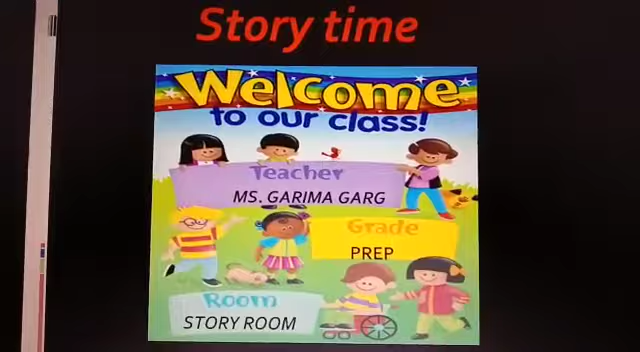 Story time
Welcome
to our class!
Teacher
MS. GARIMA GARG
Grade
PREP
Room
STORY ROOM